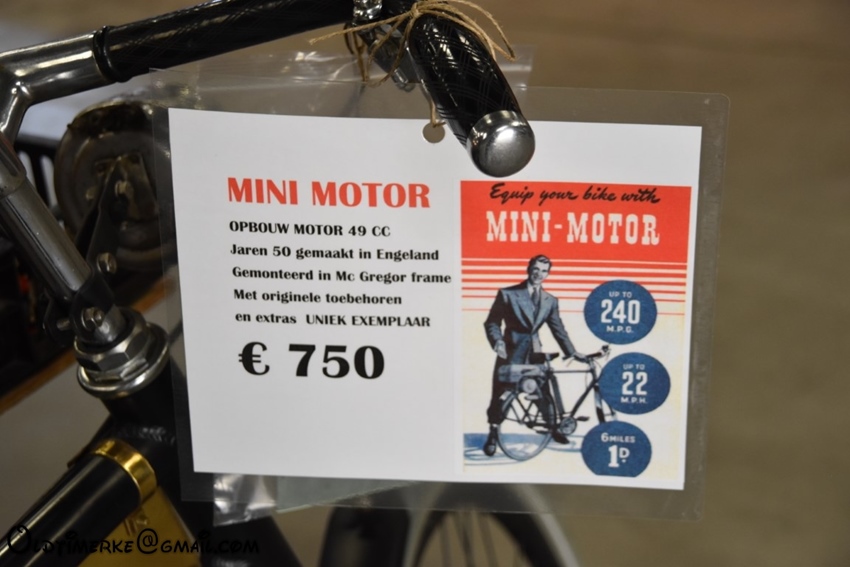 MINI MOTOR
OPBOUW MOTOR 49 CC
Jaren 50 gemaakt in Engeland
Gemonteerd in Mc Gregor frame
Met originele toebehoren
en extras UNIEK EXEMPLAAR
€ 750
Equip your bike with
MINI-MOTOR
UP TO
240
M.P.G.
UP TO
22
M.P.H.
6 MILES
1D.
Oldtimerke@gmail.com